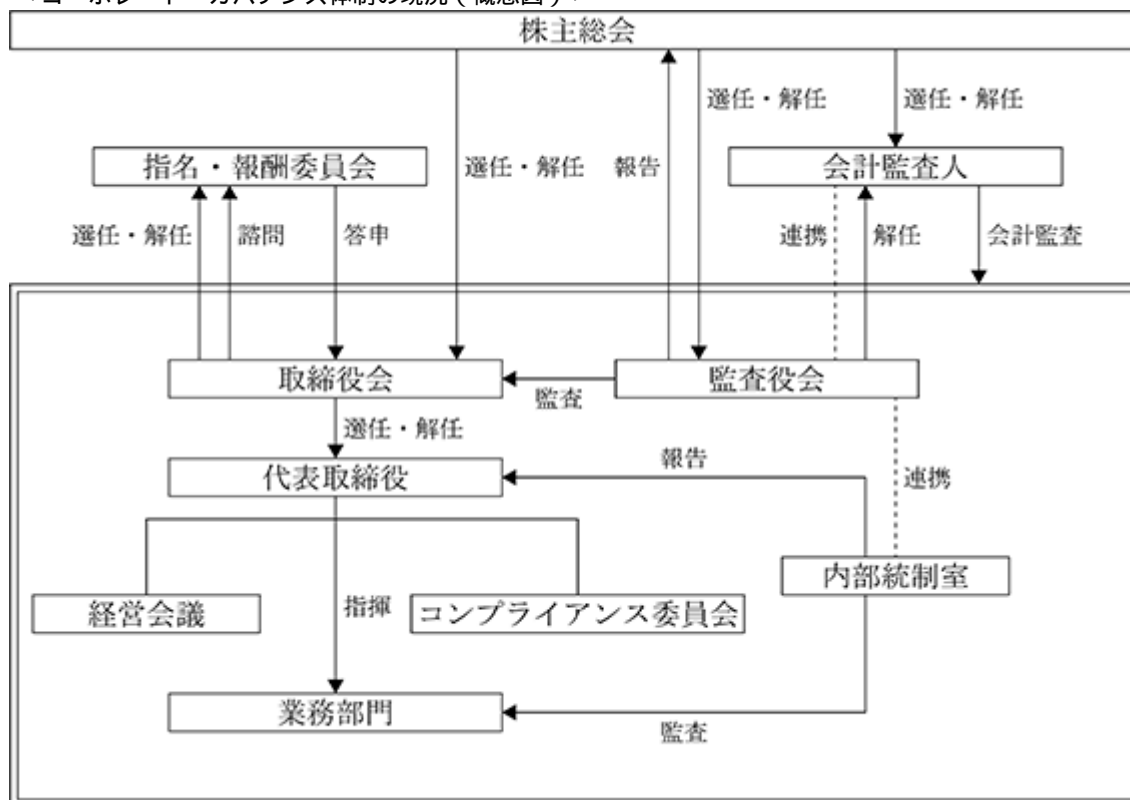 コーポレート・ガバナンス体制の現況(概念図)
株主総会
選任・解任
選任・解任
指名・報酬委員会
選任・解任
報告
会計監査人
選任・解任
諮問
答申
連携
解任
会計監査
取締役会
監査役会
監査
選任・解任
代表取締役
報告
連携
内部統制室
経営会議
指揮
コンプライアンス委員会
業務部門
監査